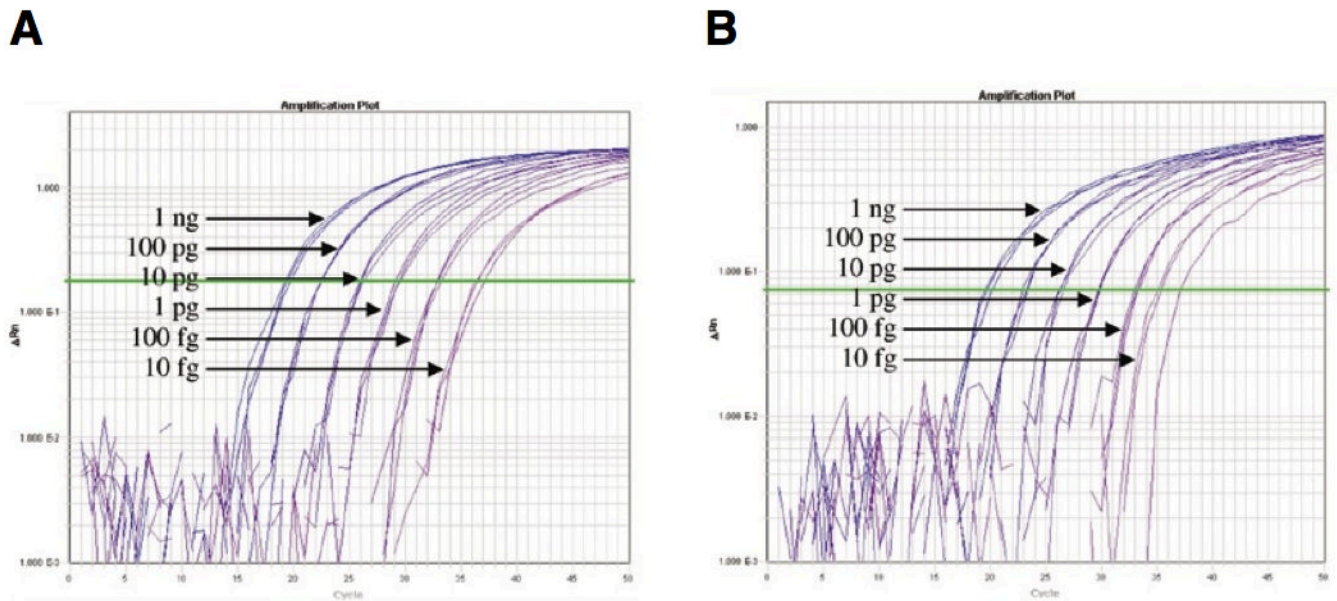 A
B
Amplification Plot
1.000
1 ng
100 pg
10 pg
1.000 E-1
1 pg
100 fg
10 fg
ΔRn
1.000 E-2
1.000 E-3
0 5 10 15 20 25 30 35 40 45 50
Cycle
Amplification Plot
1.000
1 ng
100 pg
10 pg
1.000 E-1
1 pg
100 fg
10 fg
ΔRn
1.000 E-2
1.000 E-3
0 5 10 15 20 25 30 35 40 45 50
Cycle